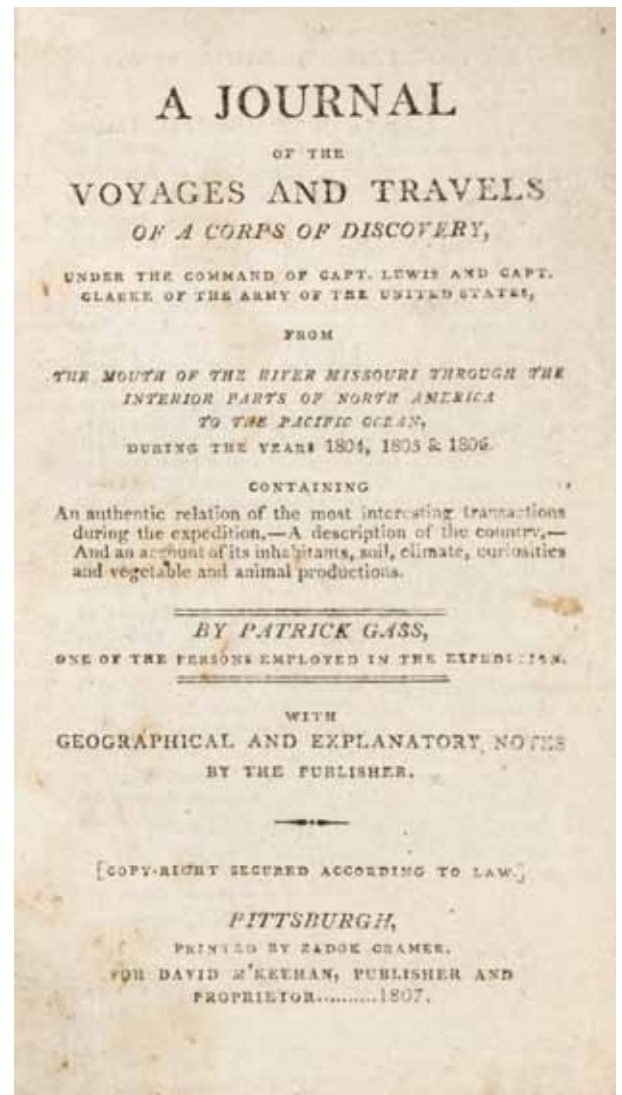 A JOURNAL
OF THE
VOYAGES AND TRAVELS
OF A CORPS OF DISCOVERY,
UNDER THE COMMAND OF CAPT. LEWIS AND CAPT.
CLARKE OF THE ARMY OF THE UNITED STATES,
FROM
THE MOUTH OF THE RIVER MISSOURI THROUGH THE
INTERIOR PARTS OF NORTH AMERICA
TO THE PACIFIC OCEAN,
DURING THE YEARS 1804, 1805 & 1806.
CONTAINING
An authentic relation of the most interesting transactions
during the expedition,—A description of the country,—
And an account of its inhabitants, soil, climate, curiosities
and vegetable and animal productions.
BY PATRICK GASS,
ONE OF THE PERSONS EMPLOYED IN THE EXPEDITION.
WITH
GEOGRAPHICAL AND EXPLANATORY NOTES
BY THE PUBLISHER.
[COPY-RIGHT SECURED ACCORDING TO LAW.]
PITTSBURGH,
PRINTED BY ZADOK CRAMER,
FOR DAVID M'KEEHAN, PUBLISHER AND
PROPRIETOR..........1807.